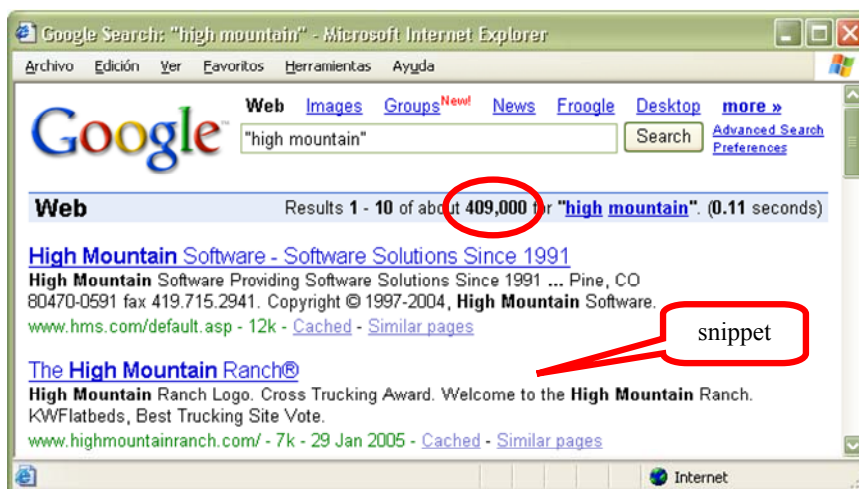 Google Search: "high mountain" - Microsoft Internet Explorer
Archivo Edición Ver Favoritos Herramientas Ayuda
Google™
Web Images Groups New! News Froogle Desktop more »
"high mountain" Search Advanced Search
Preferences
Web Results 1 - 10 of about 409,000 for "high mountain". (0.11 seconds)
High Mountain Software - Software Solutions Since 1991
High Mountain Software Providing Software Solutions Since 1991 ... Pine, CO
80470-0591 fax 419.715.2941. Copyright © 1997-2004, High Mountain Software.
www.hms.com/default.asp - 12k - Cached - Similar pages
snippet
The High Mountain Ranch®
High Mountain Ranch Logo. Cross Trucking Award. Welcome to the High Mountain Ranch.
KWFlatbeds, Best Trucking Site Vote.
www.highmountainranch.com/ - 7k - 29 Jan 2005 - Cached - Similar pages
Internet